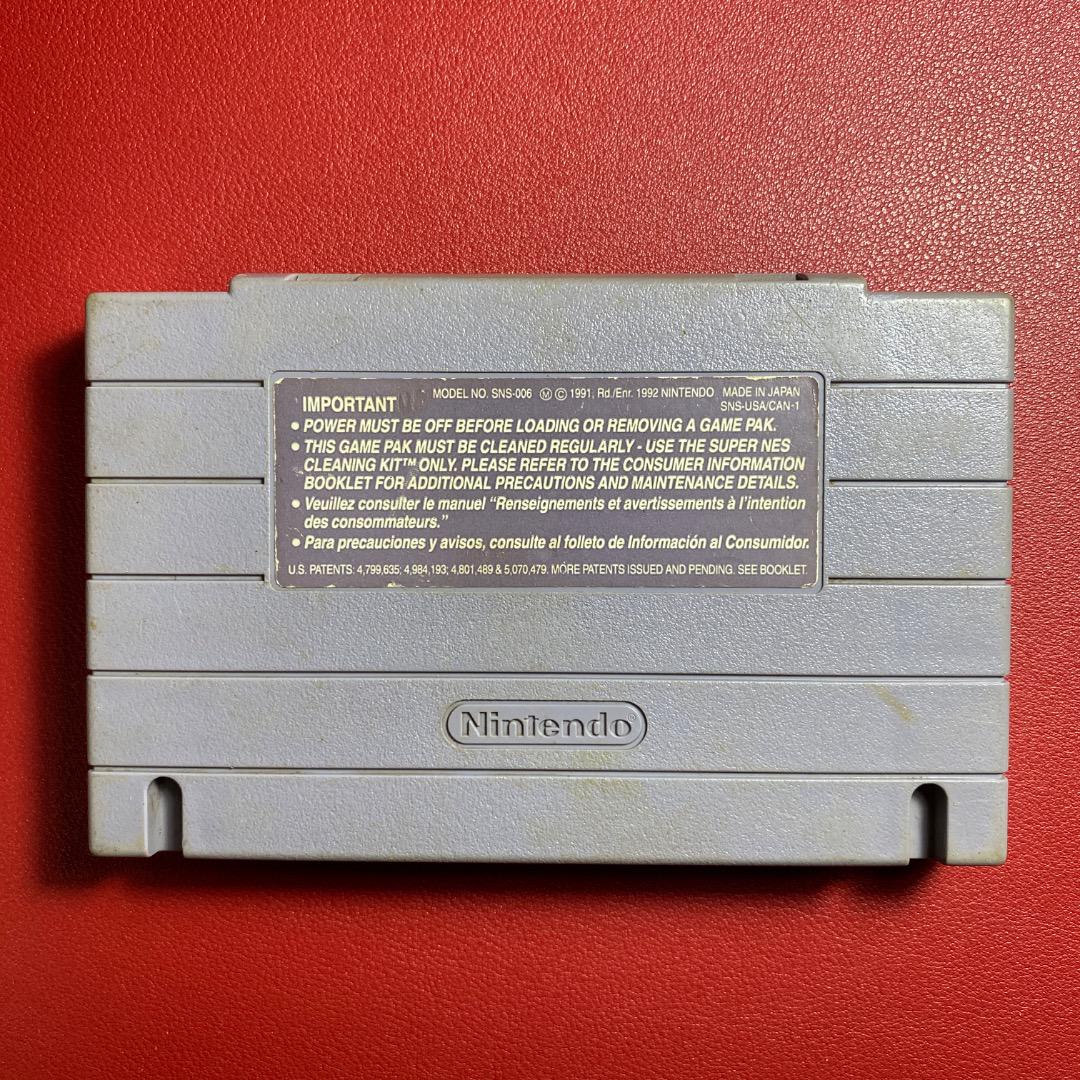 IMPORTANT MODEL NO. SNS-006 Ⓜ © 1991, Rd./Enr. 1992 NINTENDO MADE IN JAPAN
SNS-USA/CAN-1
• POWER MUST BE OFF BEFORE LOADING OR REMOVING A GAME PAK.
• THIS GAME PAK MUST BE CLEANED REGULARLY - USE THE SUPER NES
CLEANING KIT™ ONLY. PLEASE REFER TO THE CONSUMER INFORMATION
BOOKLET FOR ADDITIONAL PRECAUTIONS AND MAINTENANCE DETAILS.
• Veuillez consulter le manuel “Renseignements et avertissements à l’intention
des consommateurs.”
• Para precauciones y avisos, consulte al folleto de Información al Consumidor.
U.S. PATENTS: 4,799,635; 4,984,193; 4,801,489 & 5,070,479. MORE PATENTS ISSUED AND PENDING. SEE BOOKLET.
Nintendo®